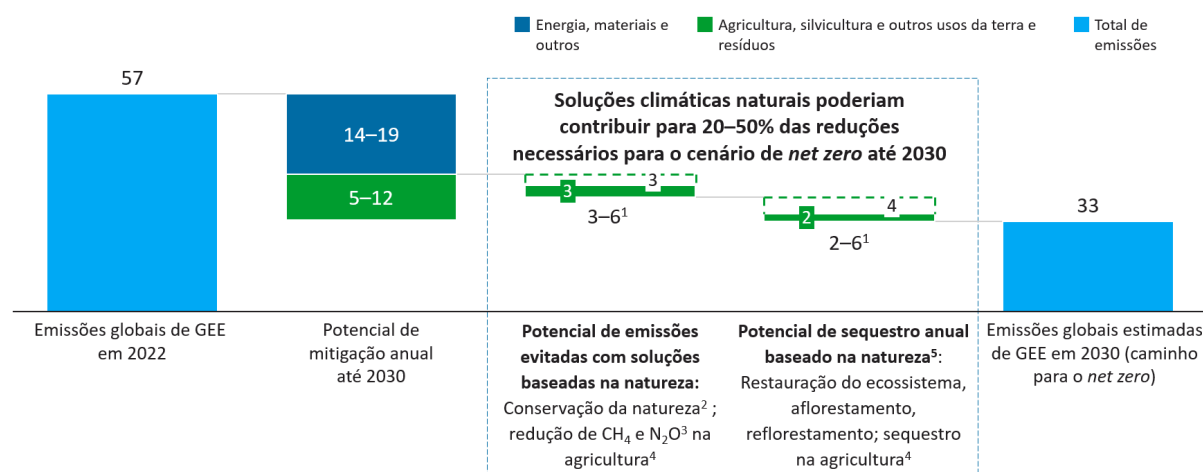 Energia, materiais e
outros
Agricultura, silvicultura e outros usos da terra e
resíduos
Total de
emissões
57
14–19
5–12
Soluções climáticas naturais poderiam
contribuir para 20–50% das reduções
necessários para o cenário de net zero até 2030
3
3
3–6¹
2
4
2–6¹
33
Emissões globais de GEE
em 2022
Potencial de
mitigação anual
até 2030
Potencial de emissões
evitadas com soluções
baseadas na natureza:
Conservação da natureza² ;
redução de CH₄ e N₂O³ na
agricultura⁴
Potencial de sequestro anual
baseado na natureza⁵:
Restauração do ecossistema,
aflorestamento,
reflorestamento; sequestro
na agricultura⁴
Emissões globais estimadas
de GEE em 2030 (caminho
para o net zero)